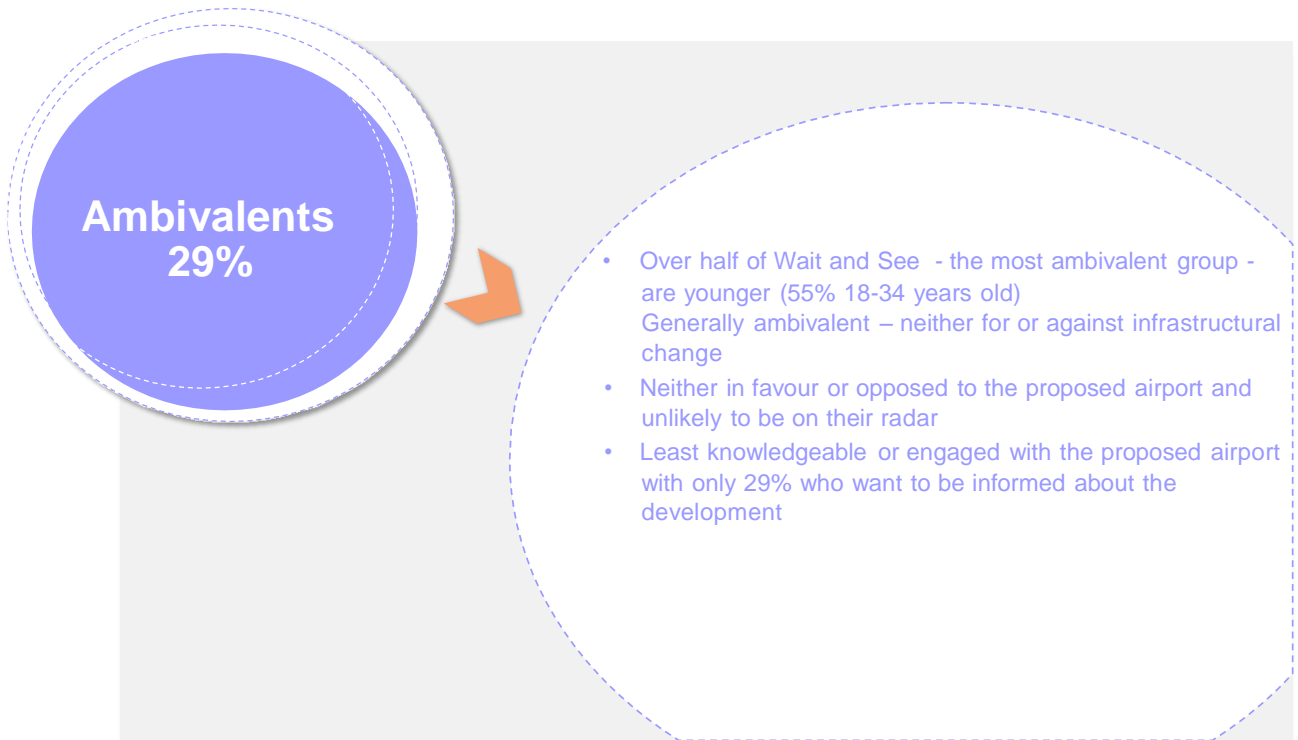 Ambivalents
29%
• Over half of Wait and See - the most ambivalent group -
are younger (55% 18-34 years old)
Generally ambivalent – neither for or against infrastructural
change
• Neither in favour or opposed to the proposed airport and
unlikely to be on their radar
• Least knowledgeable or engaged with the proposed airport
with only 29% who want to be informed about the
development